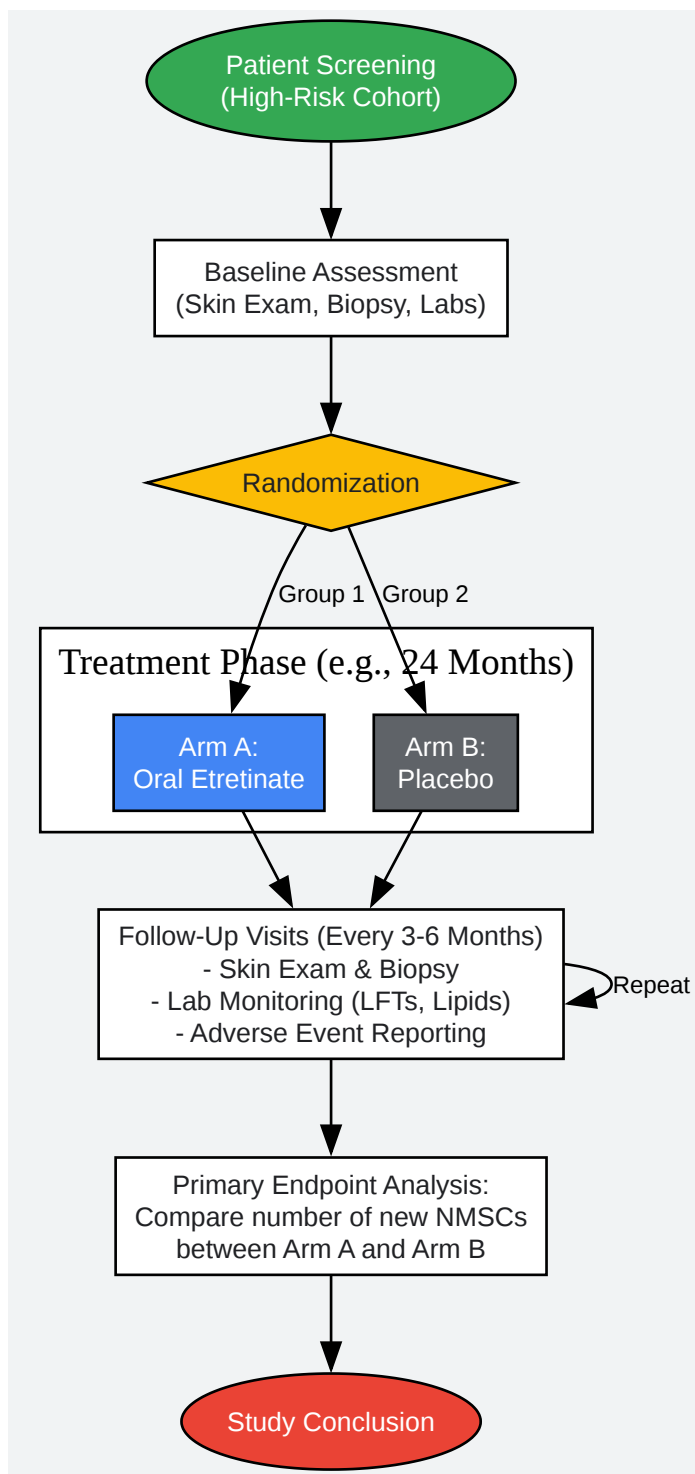 Patient Screening
(High-Risk Cohort)
Baseline Assessment
(Skin Exam, Biopsy, Labs)
Randomization
Group 1
Group 2
Treatment Phase (e.g., 24 Months)
Arm A:
Oral Etretinate
Arm B:
Placebo
Follow-Up Visits (Every 3-6 Months)
- Skin Exam & Biopsy
- Lab Monitoring (LFTs, Lipids)
- Adverse Event Reporting
Repeat
Primary Endpoint Analysis:
Compare number of new NMSCs
between Arm A and Arm B
Study Conclusion